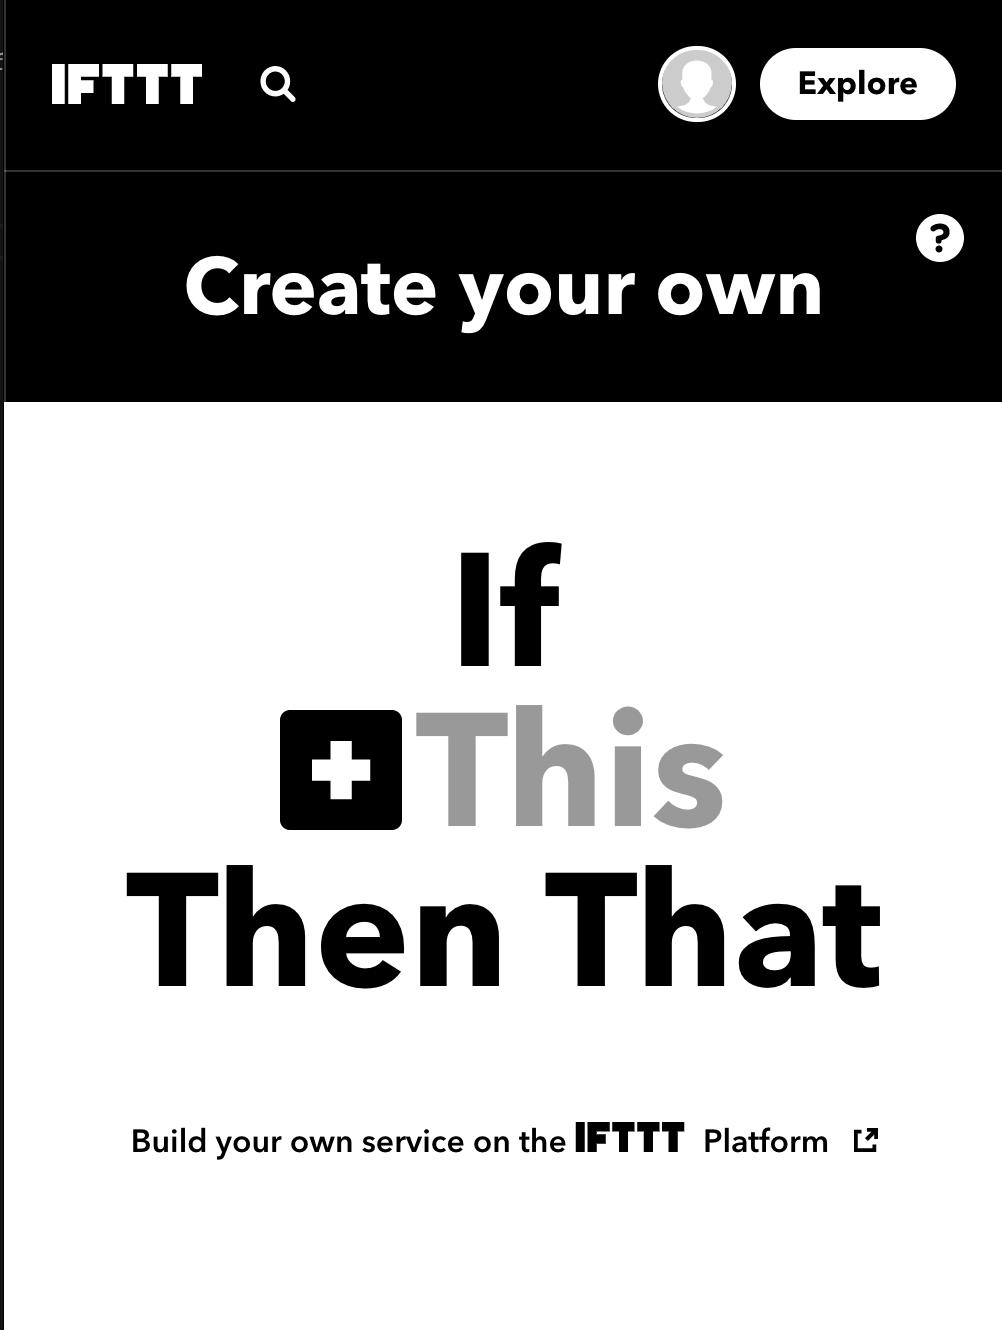 IFTTT
Explore
?
Create your own
If
This
Then That
Build your own service on the IFTTT Platform